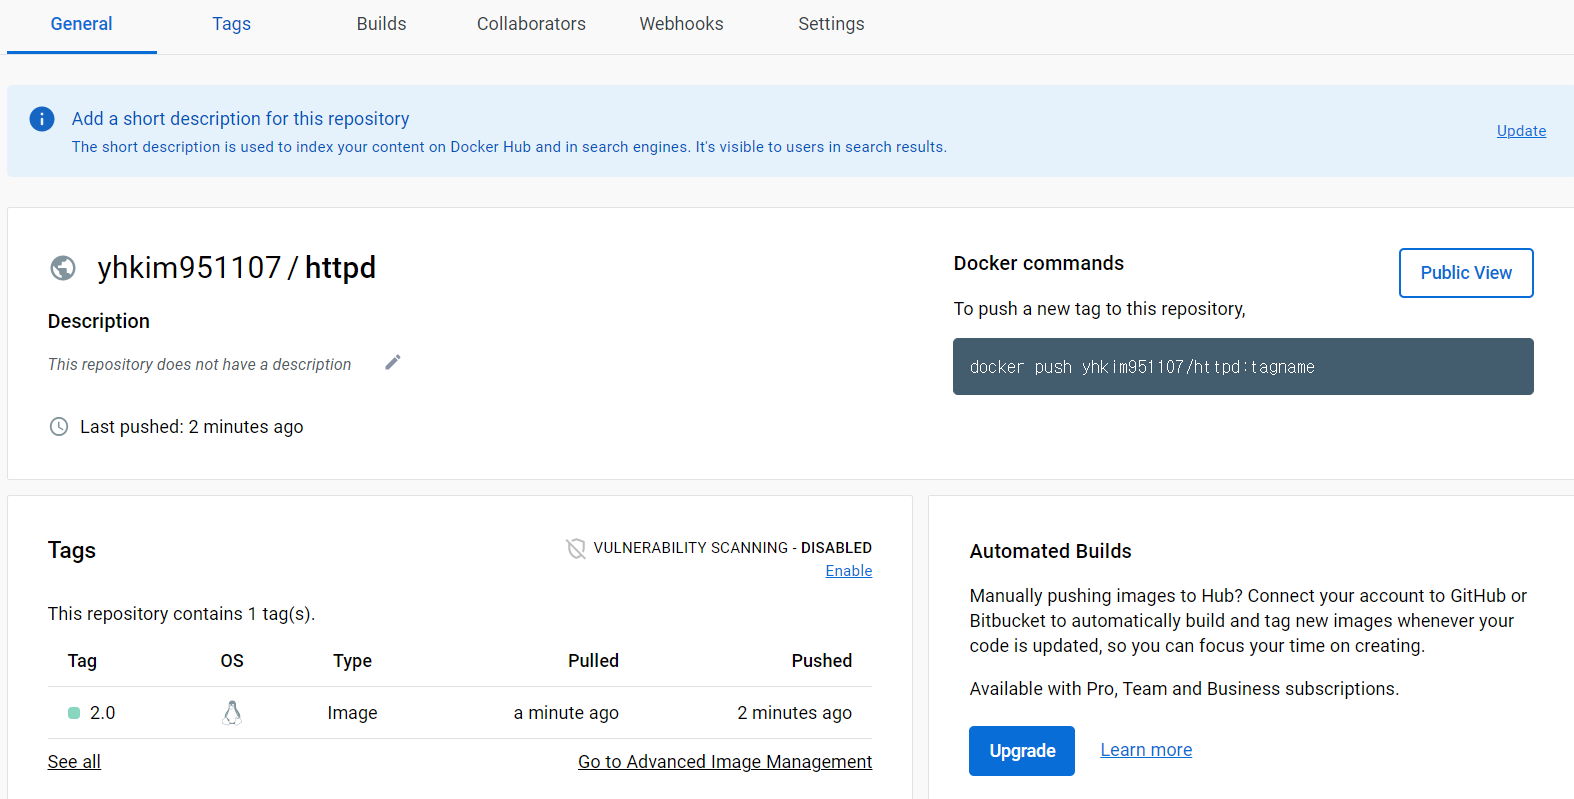 General Tags Builds Collaborators Webhooks Settings
Add a short description for this repository
The short description is used to index your content on Docker Hub and in search engines. It's visible to users in search results.
Update
yhkim951107 / httpd
Description
This repository does not have a description
Last pushed: 2 minutes ago
Docker commands
Public View
To push a new tag to this repository,
docker push yhkim951107/httpd:tagname
Tags
VULNERABILITY SCANNING - DISABLED
Enable
This repository contains 1 tag(s).
Tag OS Type Pulled Pushed
2.0 Image a minute ago 2 minutes ago
See all
Go to Advanced Image Management
Automated Builds
Manually pushing images to Hub? Connect your account to GitHub or
Bitbucket to automatically build and tag new images whenever your
code is updated, so you can focus your time on creating.
Available with Pro, Team and Business subscriptions.
Upgrade
Learn more